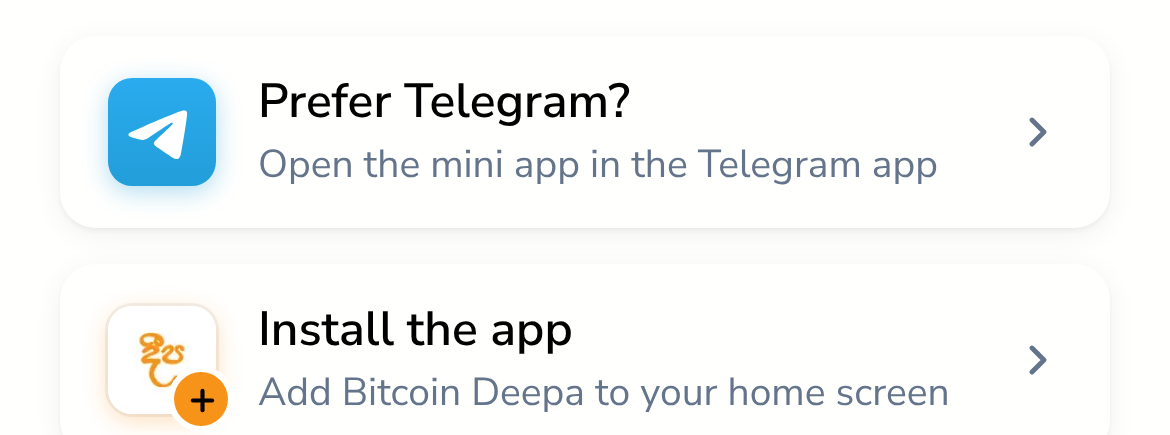 Prefer Telegram?
Open the mini app in the Telegram app
දීප
Install the app
Add Bitcoin Deepa to your home screen